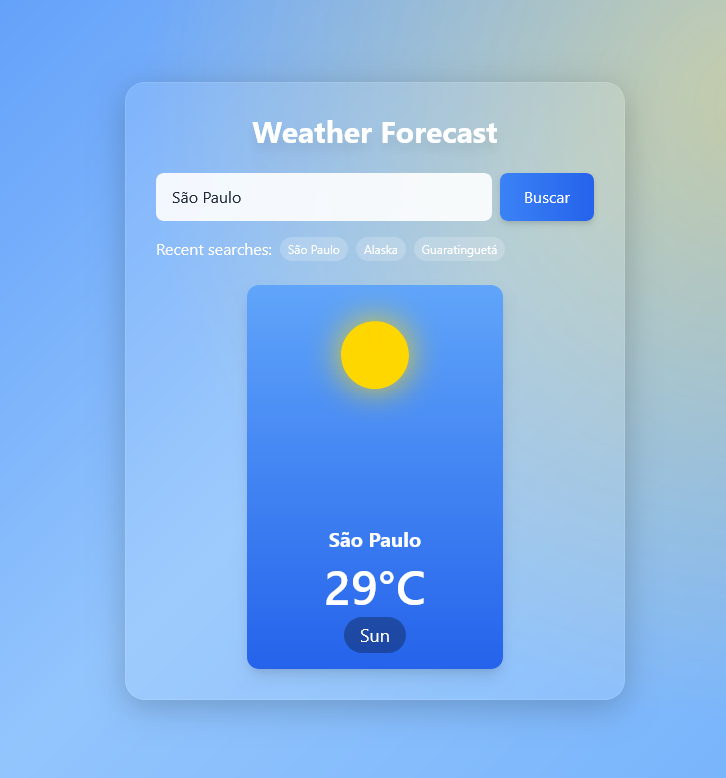 Weather Forecast
São Paulo Buscar
Recent searches: São Paulo Alaska Guaratinguetá
São Paulo
29°C
Sun